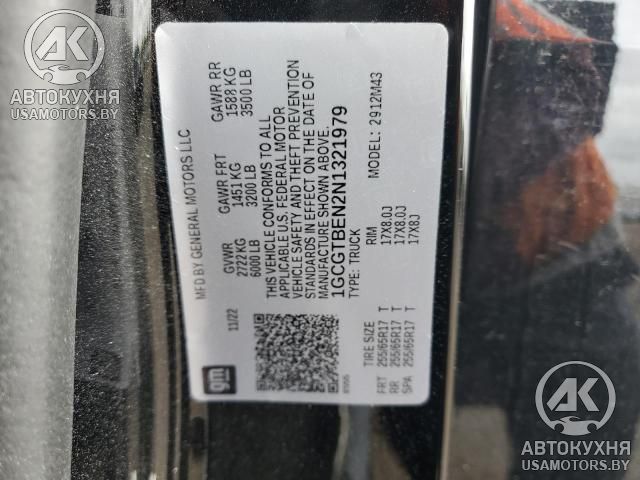 MFD BY GENERAL MOTORS LLC
11/22
GVWR GAWR FRT GAWR RR
2722 KG 1451 KG 1588 KG
6000 LB 3200 LB 3500 LB
THIS VEHICLE CONFORMS TO ALL
APPLICABLE U.S. FEDERAL MOTOR
VEHICLE SAFETY AND THEFT PREVENTION
STANDARDS IN EFFECT ON THE DATE OF
MANUFACTURE SHOWN ABOVE.
1GCGTBEN2N1321979
TYPE: TRUCK MODEL: 2912M43
TIRE SIZE RIM
FRT 255/65R17 T 17X8.0J
RR 255/65R17 T 17X8.0J
SPA 255/65R17 T 17X8J
gm
АВТОКУХНЯ
USAMOTORS.BY
АВТОКУХНЯ
USAMOTORS.BY